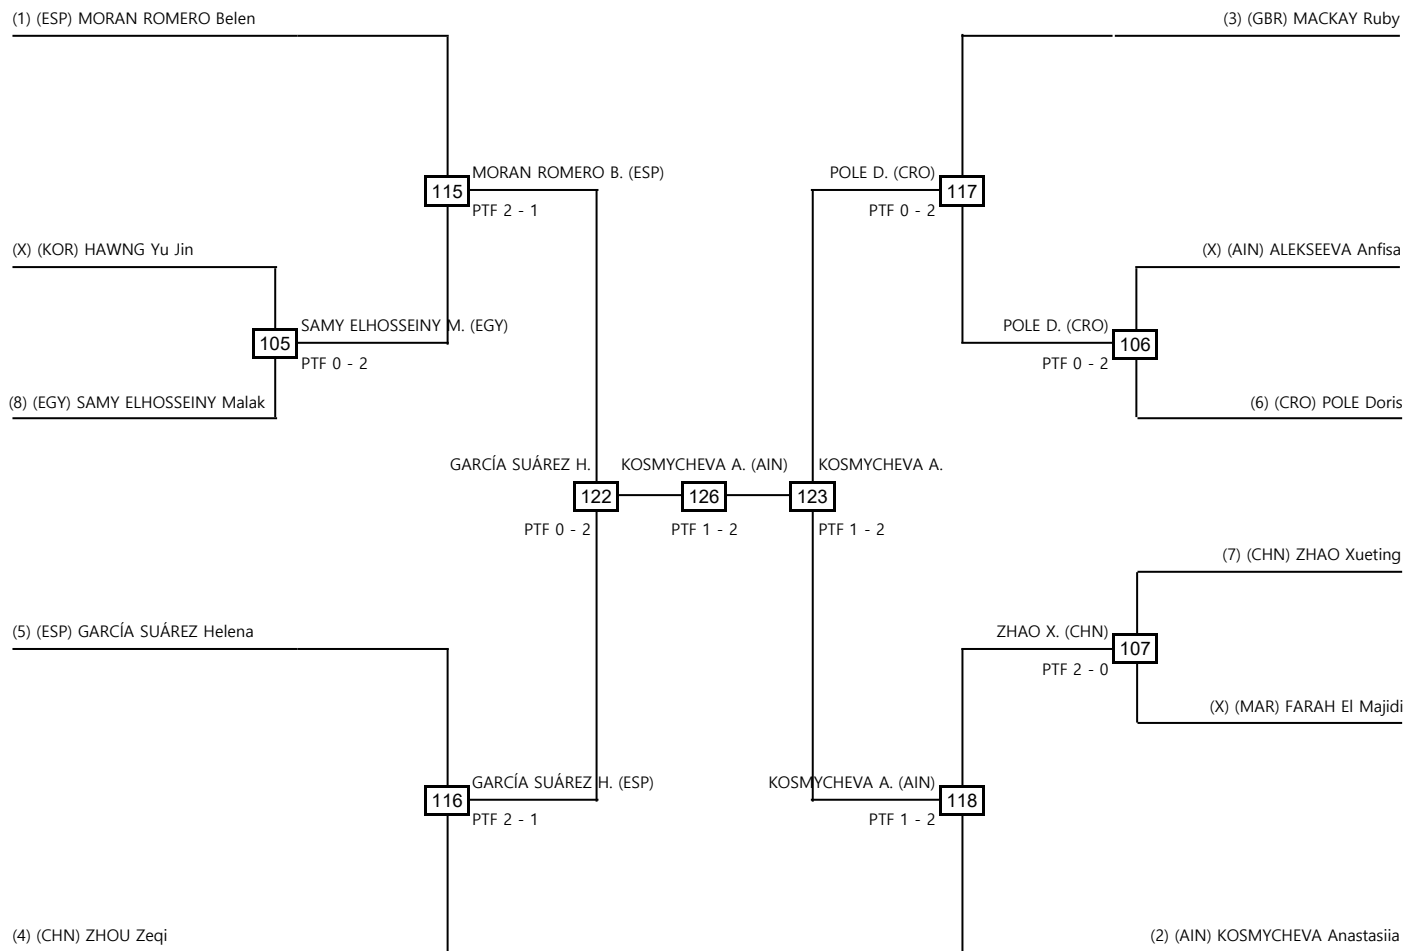 (1) (ESP) MORAN ROMERO Belen
(3) (GBR) MACKAY Ruby
MORAN ROMERO B. (ESP)
115
PTF 2 - 1
POLE D. (CRO)
117
PTF 0 - 2
(X) (KOR) HAWNG Yu Jin
(X) (AIN) ALEKSEEVA Anfisa
SAMY ELHOSSEINY M. (EGY)
105
PTF 0 - 2
POLE D. (CRO)
106
PTF 0 - 2
(8) (EGY) SAMY ELHOSSEINY Malak
(6) (CRO) POLE Doris
GARCÍA SUÁREZ H.
122
PTF 0 - 2
KOSMYCHEVA A. (AIN)
126
PTF 1 - 2
KOSMYCHEVA A.
123
PTF 1 - 2
(7) (CHN) ZHAO Xueting
(5) (ESP) GARCÍA SUÁREZ Helena
ZHAO X. (CHN)
107
PTF 2 - 0
(X) (MAR) FARAH El Majidi
GARCÍA SUÁREZ H. (ESP)
116
PTF 2 - 1
KOSMYCHEVA A. (AIN)
118
PTF 1 - 2
(4) (CHN) ZHOU Zeqi
(2) (AIN) KOSMYCHEVA Anastasiia